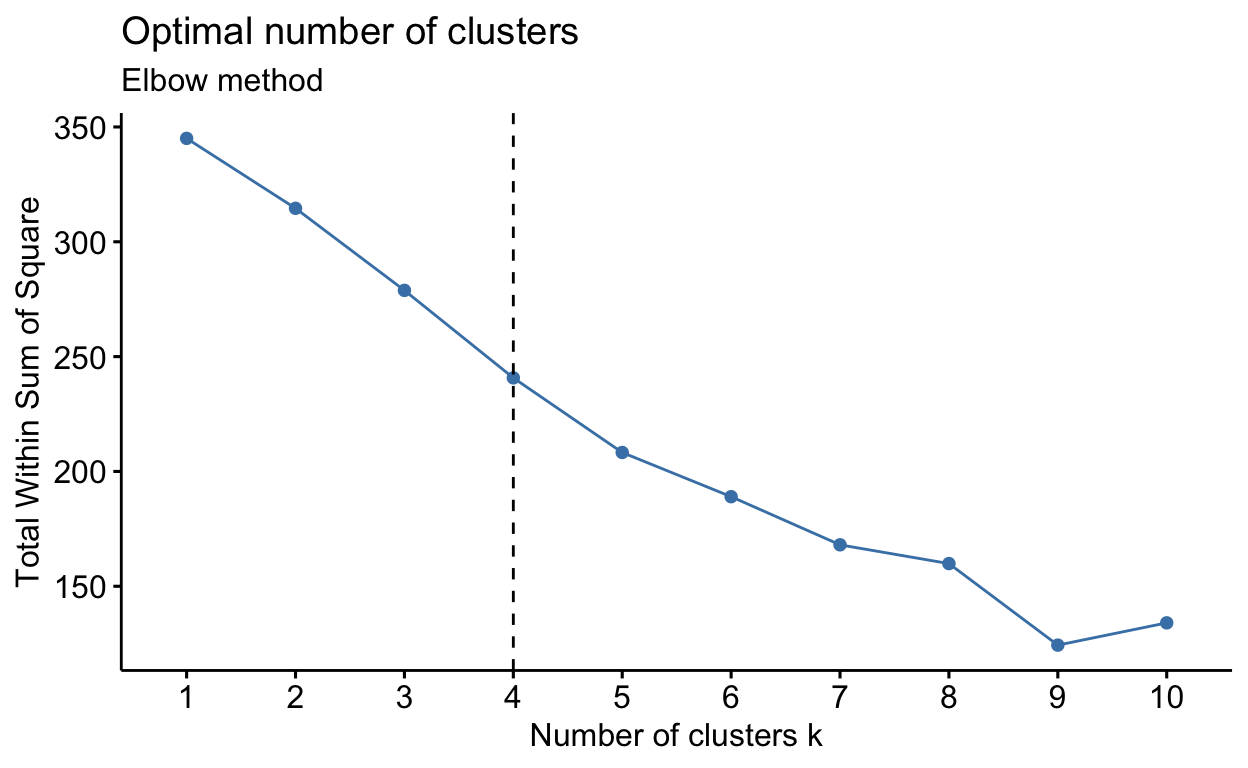 Optimal number of clusters
Elbow method
Total Within Sum of Square
350
300
250
200
150
1 2 3 4 5 6 7 8 9 10
Number of clusters k